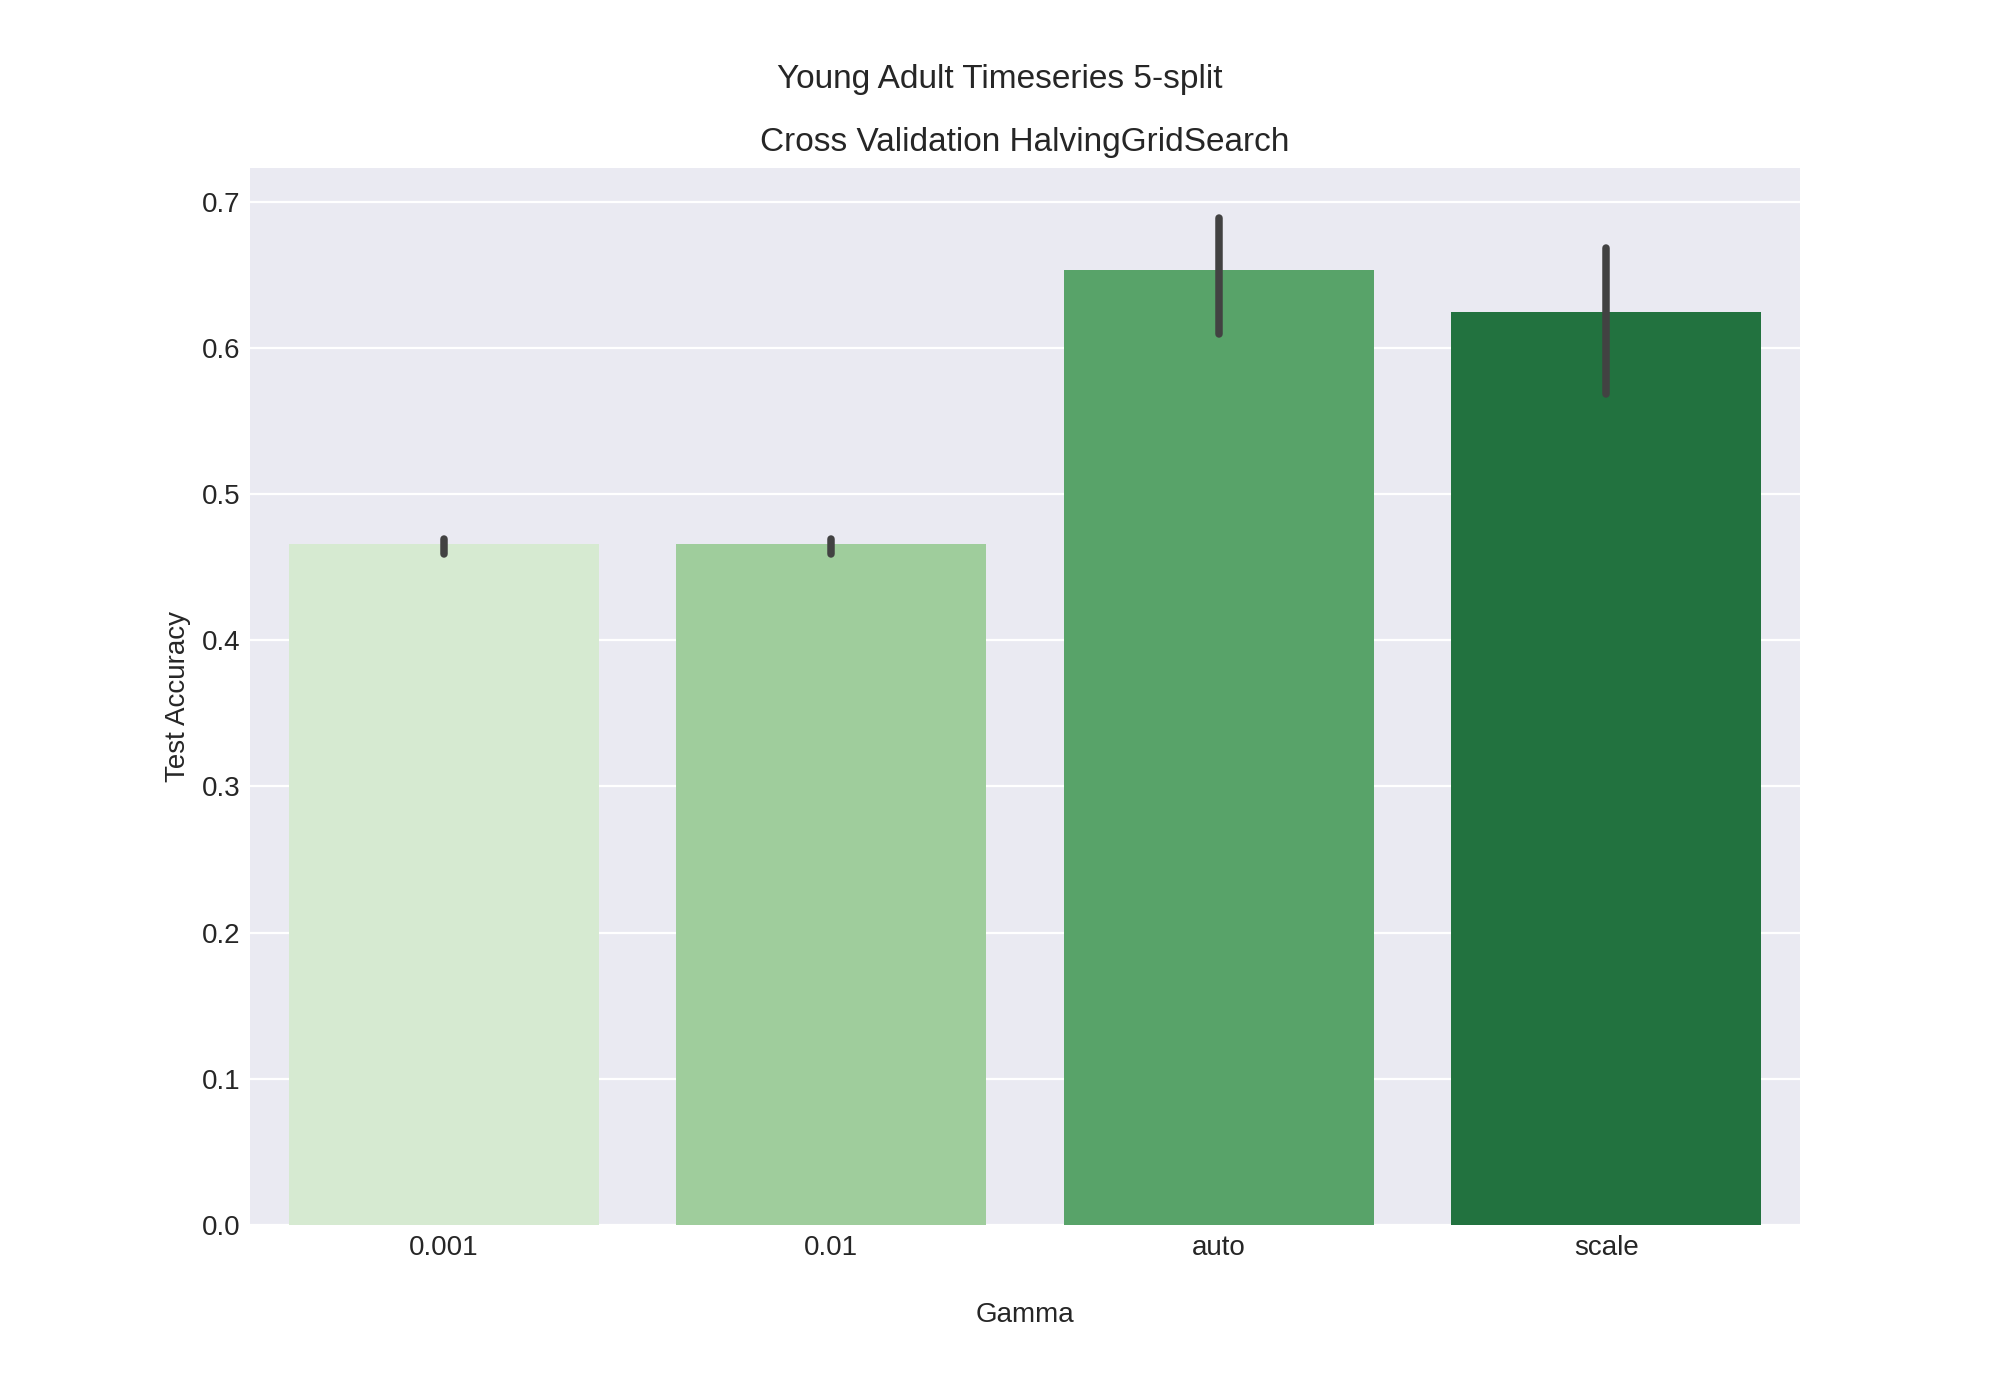 Young Adult Timeseries 5-split
Cross Validation HalvingGridSearch
0.7
0.6
0.5
0.4
0.3
0.2
0.1
0.0
Test Accuracy
0.001 0.01 auto scale
Gamma